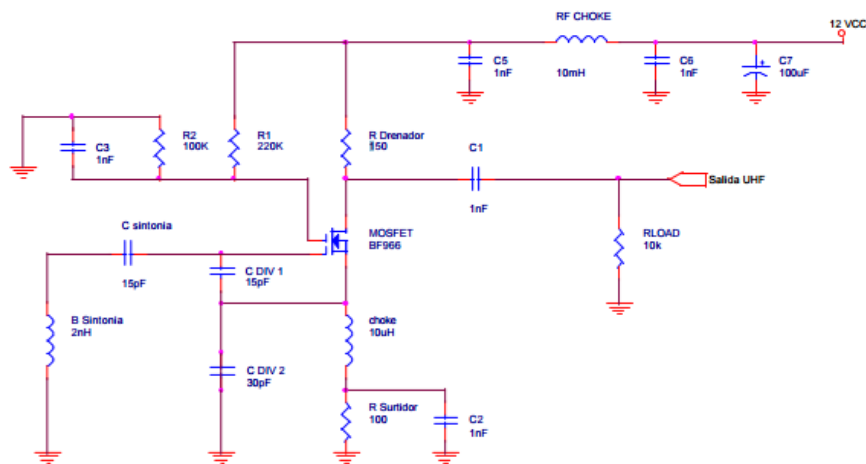 RF CHOKE
12 VCC
C5
1nF
10mH
C6
1nF
C7
100uF
+
R2
100K
R1
220K
R Drenador
150
C3
1nF
C1
1nF
Salida UHF
C sintonia
15pF
MOSFET
BF966
RLOAD
10k
C DIV 1
15pF
B Sintonia
2nH
choke
10uH
C DIV 2
30pF
R Surtidor
100
C2
1nF